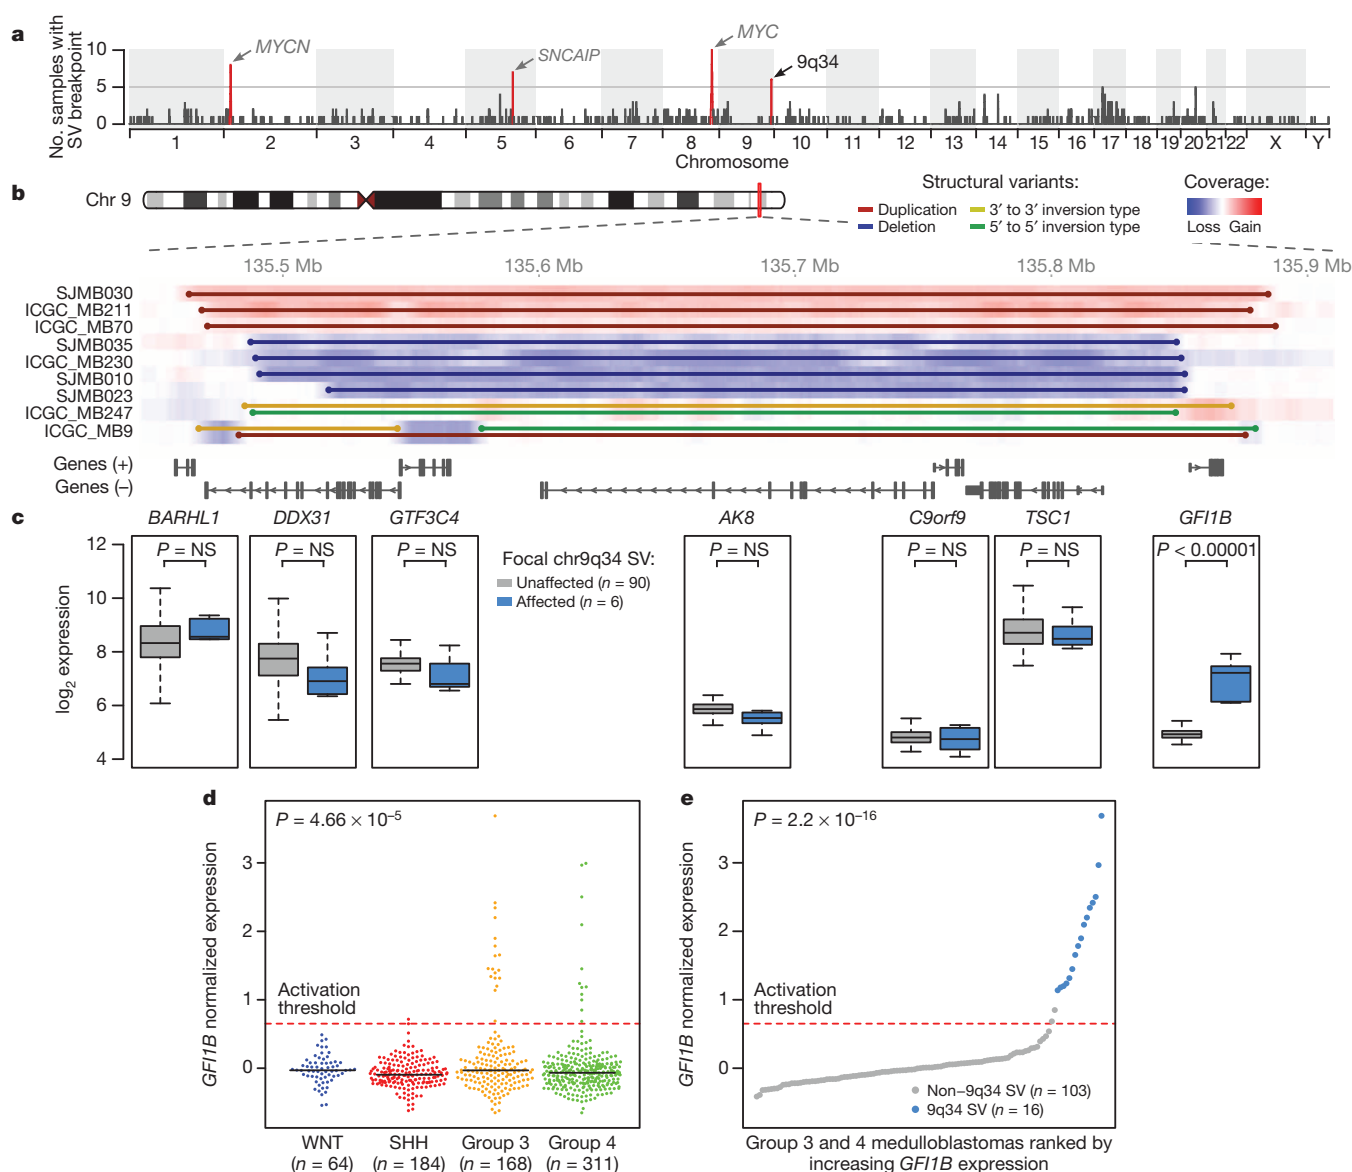 a
No. samples with
SV breakpoint
10
5
0
MYCN
SNCAIP
MYC
9q34
1 2 3 4 5 6 7 8 9 10 11 12 13 14 15 16 17 18 19 20 21 22 X Y
Chromosome
b
Chr 9
Structural variants:
Duplication
Deletion
3′ to 3′ inversion type
5′ to 5′ inversion type
Coverage:
Loss Gain
135.5 Mb 135.6 Mb 135.7 Mb 135.8 Mb 135.9 Mb
SJMB030
ICGC_MB211
ICGC_MB70
SJMB035
ICGC_MB230
SJMB010
SJMB023
ICGC_MB247
ICGC_MB9
Genes (+)
Genes (–)
c
BARHL1 DDX31 GTF3C4 AK8 C9orf9 TSC1 GFI1B
log2 expression
12
10
8
6
4
P = NS
P = NS
P = NS
Focal chr9q34 SV:
Unaffected (n = 90)
Affected (n = 6)
P = NS
P = NS
P = NS
P < 0.00001
d
GFI1B normalized expression
3
2
1
0
P = 4.66 × 10–5
Activation
threshold
WNT
(n = 64)
SHH
(n = 184)
Group 3
(n = 168)
Group 4
(n = 311)
e
GFI1B normalized expression
3
2
1
0
P = 2.2 × 10–16
Activation
threshold
Non–9q34 SV (n = 103)
9q34 SV (n = 16)
Group 3 and 4 medulloblastomas ranked by
increasing GFI1B expression